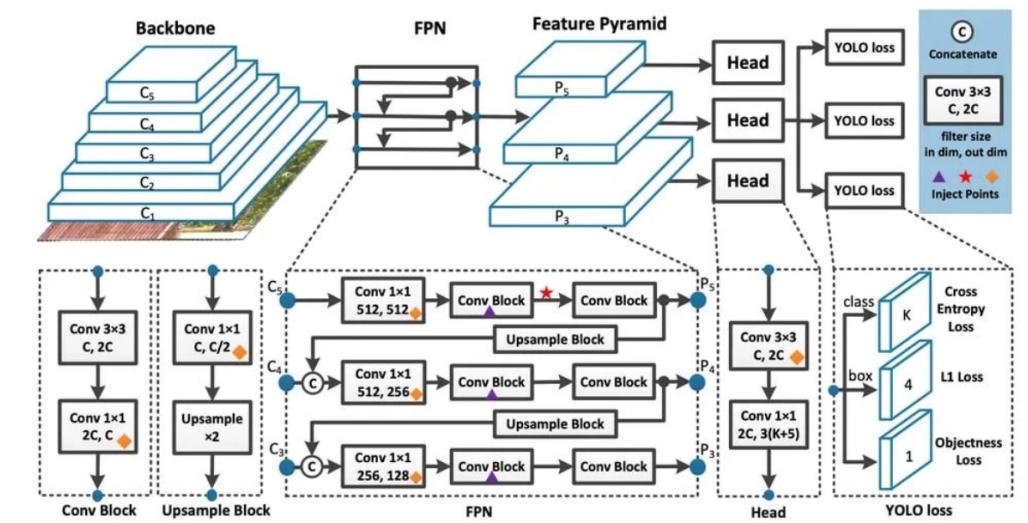 Backbone
FPN
Feature Pyramid
C5
C4
C3
C2
C1
P5
P4
P3
Head
Head
Head
YOLO loss
YOLO loss
YOLO loss
C
Concatenate
Conv 3×3
C, 2C
filter size
in dim, out dim
Inject Points
Conv 3×3
C, 2C
Conv 1×1
2C, C
Conv Block
Conv 1×1
C, C/2
Upsample
×2
Upsample Block
C5
Conv 1×1
512, 512
Conv Block
Conv Block
P5
Upsample Block
C4
C
Conv 1×1
512, 256
Conv Block
Conv Block
P4
Upsample Block
C3
C
Conv 1×1
256, 128
Conv Block
Conv Block
P3
FPN
Conv 3×3
C, 2C
Conv 1×1
2C, 3(K+5)
Head
class
K
Cross
Entropy
Loss
box
4
L1 Loss
1
Objectness
Loss
YOLO loss